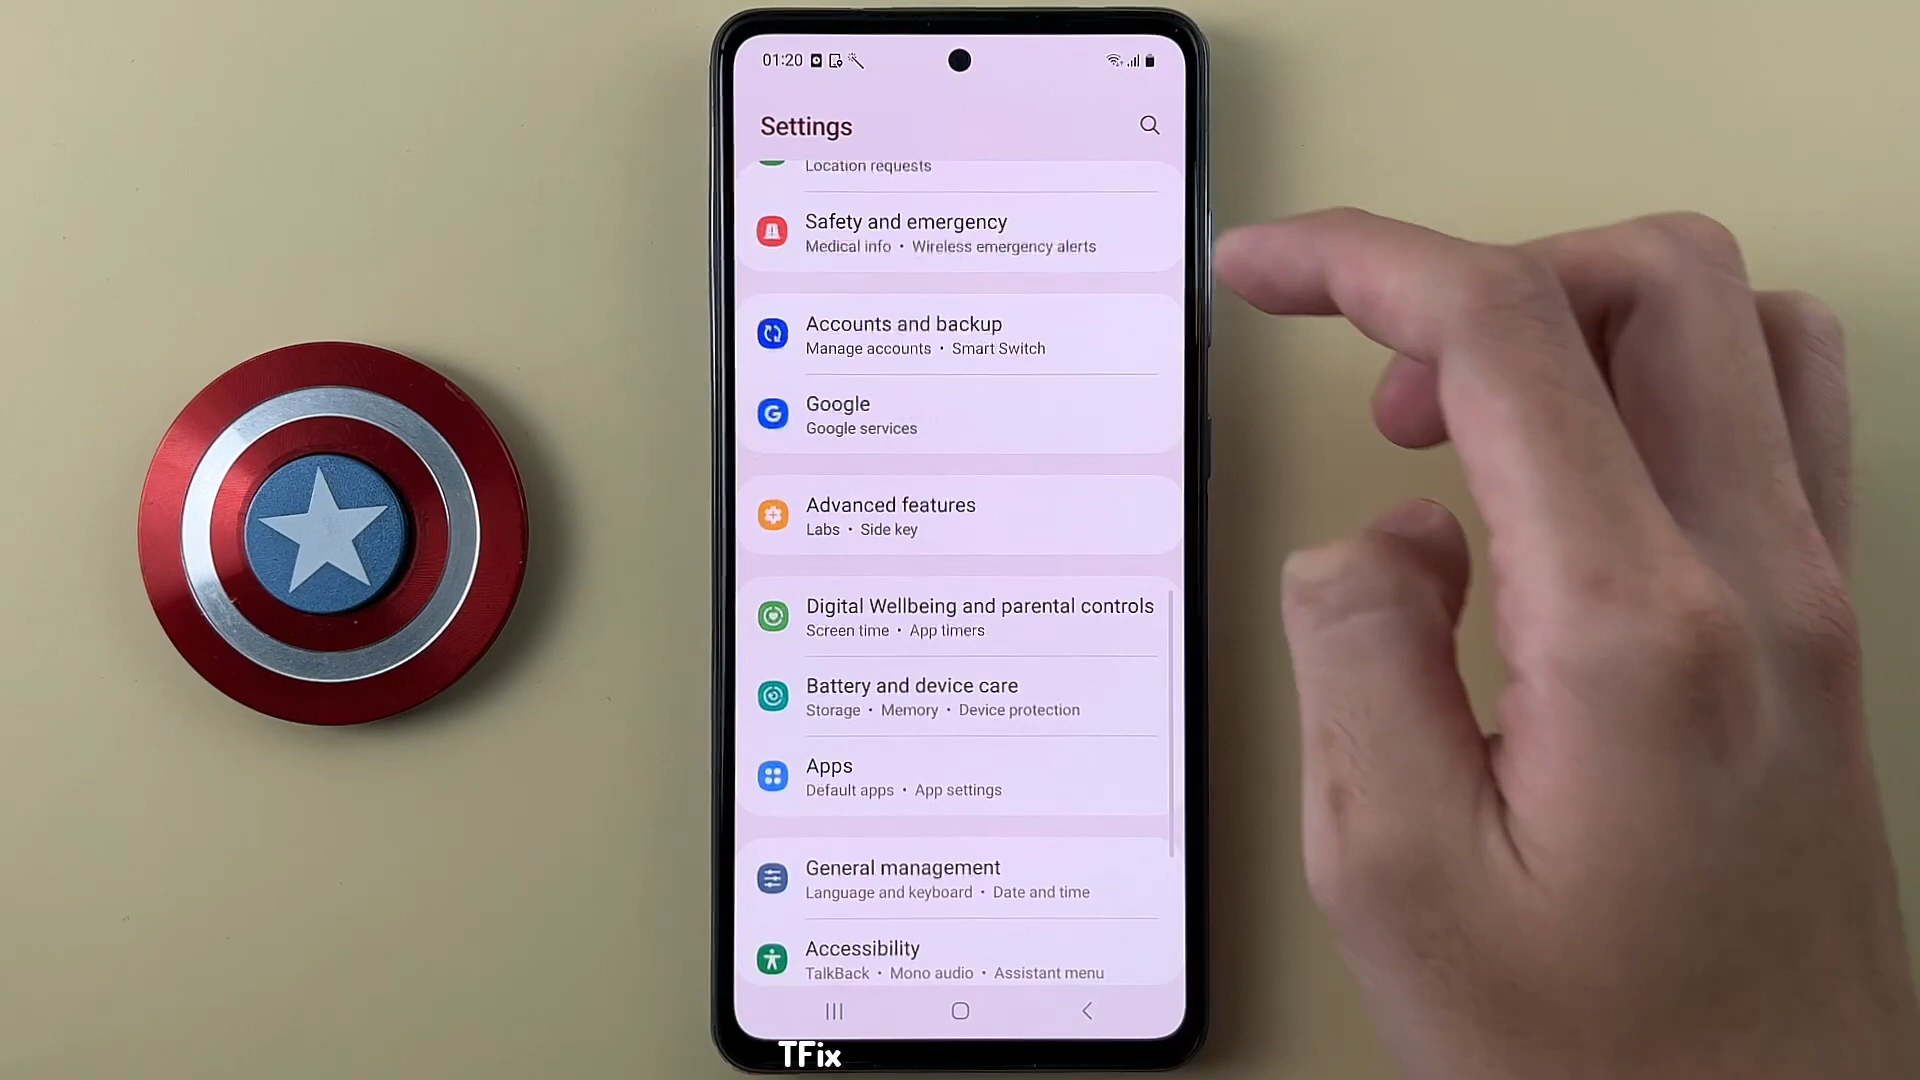 01:20
Settings
Location requests
Safety and emergency
Medical info • Wireless emergency alerts
Accounts and backup
Manage accounts • Smart Switch
Google
Google services
Advanced features
Labs • Side key
Digital Wellbeing and parental controls
Screen time • App timers
Battery and device care
Storage • Memory • Device protection
Apps
Default apps • App settings
General management
Language and keyboard • Date and time
Accessibility
TalkBack • Mono audio • Assistant menu
TFix